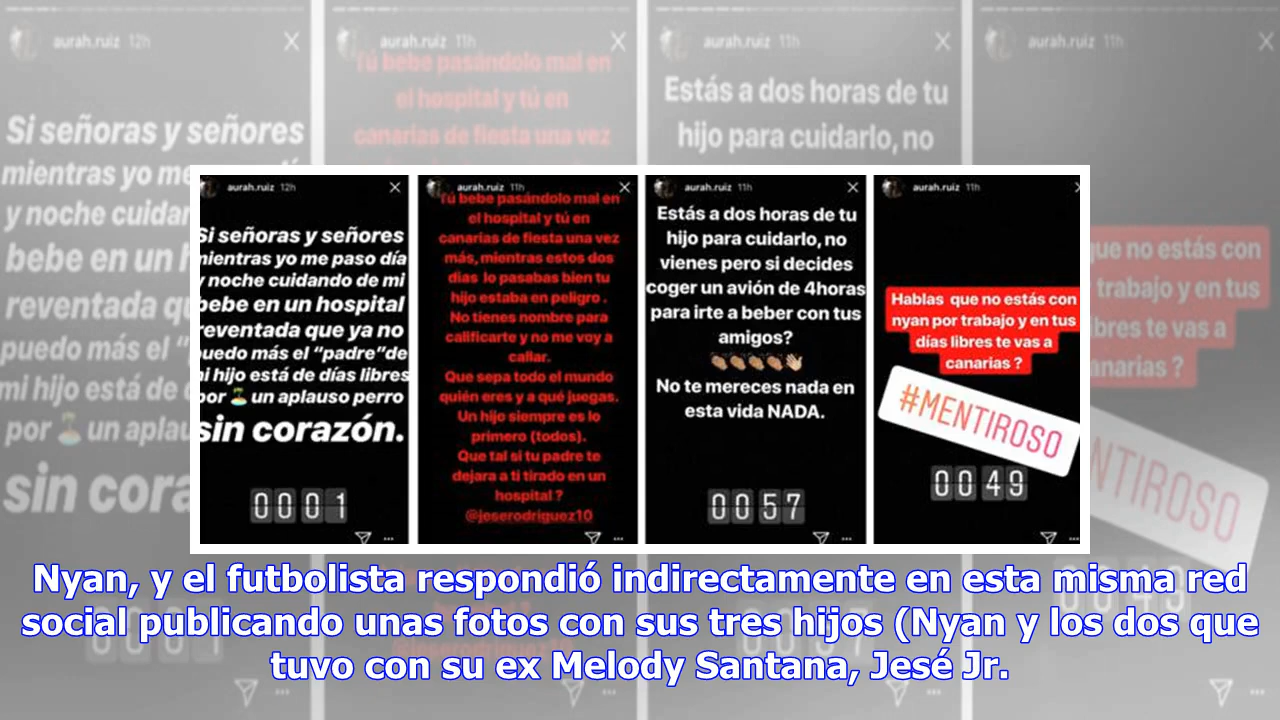 aurah.ruiz 12h
Si señoras y señores
mientras yo me paso día
y noche cuidando de mi
bebe en un hospital
reventada que ya no
puedo más el “padre”de
mi hijo está de días libres
por 🏝️ un aplauso perro
sin corazón.
0001
aurah.ruiz 11h
Tú bebe pasándolo mal en
el hospital y tú en
canarias de fiesta una vez
más, mientras estos dos
dias lo pasabas bien tu
hijo estaba en peligro .
No tienes nombre para
calificarte y no me voy a
callar.
Que sepa todo el mundo
quién eres y a qué juegas.
Un hijo siempre es lo
primero (todos).
Que tal si tu padre te
dejara a ti tirado en un
hospital ?
@jeserodriguez10
aurah.ruiz 11h
Estás a dos horas de tu
hijo para cuidarlo, no
vienes pero si decides
coger un avión de 4horas
para irte a beber con tus
amigos?
👏🏽👏🏽👏🏽👏🏽👋🏽
No te mereces nada en
esta vida NADA.
0057
aurah.ruiz 11h
Hablas que no estás con
nyan por trabajo y en tus
días libres te vas a
canarias ?
#MENTIROSO
0049
Nyan, y el futbolista respondió indirectamente en esta misma red
social publicando unas fotos con sus tres hijos (Nyan y los dos que
tuvo con su ex Melody Santana, Jesé Jr.